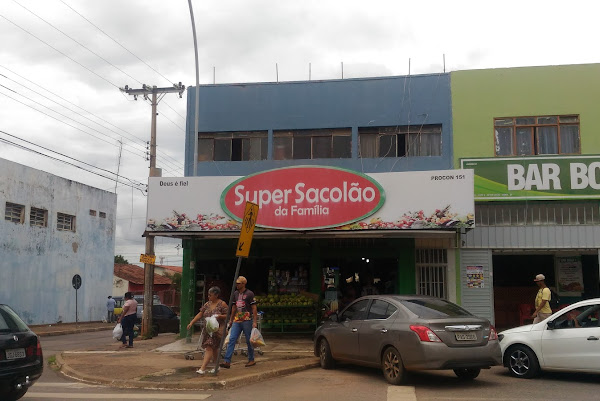 Deus é fiel
PROCON 151
Super Sacolão
da Família
BAR BO